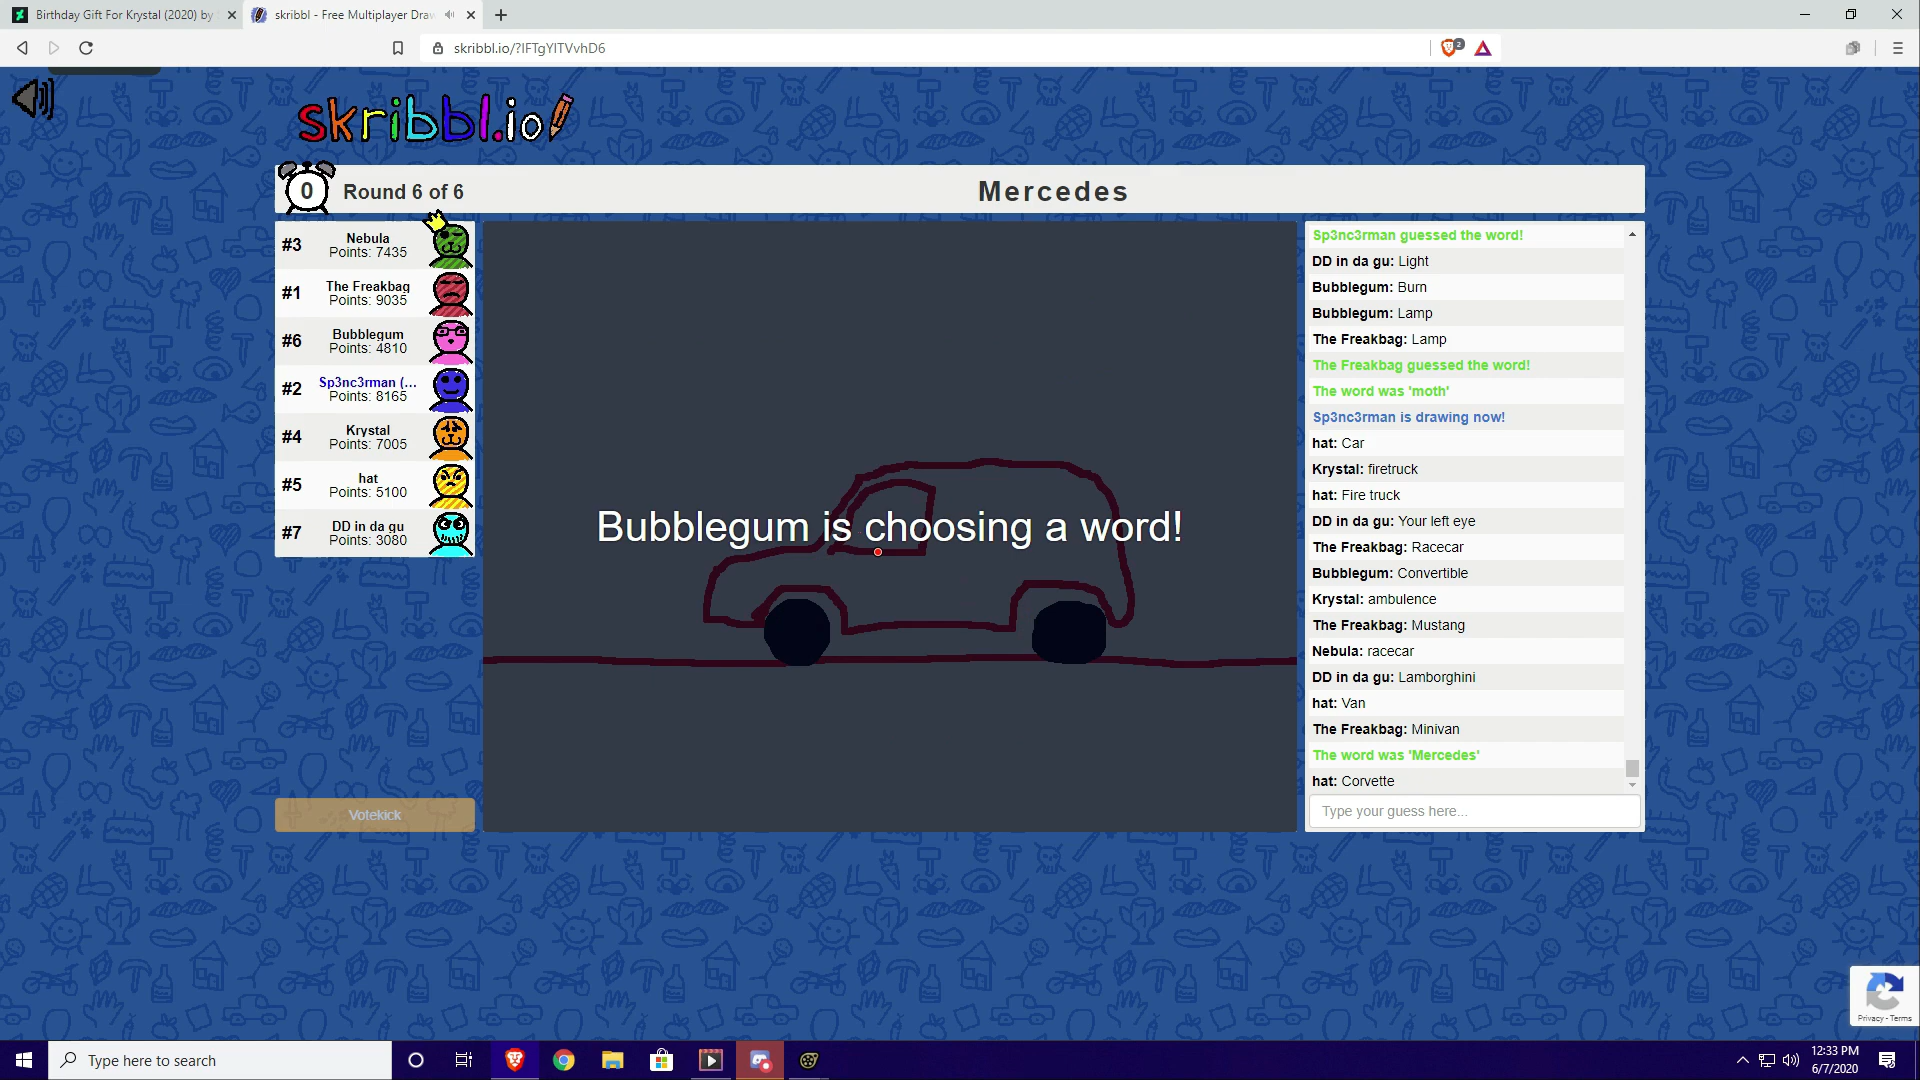 Birthday Gift For Krystal (2020) by
skribbl - Free Multiplayer Draw
skribbl.io/?IFTgYlTVvhD6
2
skribbl.io
0
Round 6 of 6
Mercedes
#3
Nebula
Points: 7435
#1
The Freakbag
Points: 9035
#6
Bubblegum
Points: 4810
#2
Sp3nc3rman (...
Points: 8165
#4
Krystal
Points: 7005
#5
hat
Points: 5100
#7
DD in da gu
Points: 3080
Votekick
Bubblegum is choosing a word!
Sp3nc3rman guessed the word!
DD in da gu: Light
Bubblegum: Burn
Bubblegum: Lamp
The Freakbag: Lamp
The Freakbag guessed the word!
The word was 'moth'
Sp3nc3rman is drawing now!
hat: Car
Krystal: firetruck
hat: Fire truck
DD in da gu: Your left eye
The Freakbag: Racecar
Bubblegum: Convertible
Krystal: ambulence
The Freakbag: Mustang
Nebula: racecar
DD in da gu: Lamborghini
hat: Van
The Freakbag: Minivan
The word was 'Mercedes'
hat: Corvette
Type your guess here...
Privacy - Terms
Type here to search
12:33 PM
6/7/2020